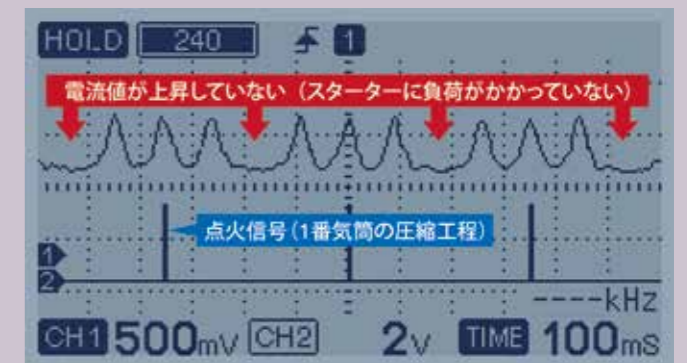 HOLD 240 1
電流値が上昇していない（スターターに負荷がかかっていない）
点火信号（1番気筒の圧縮工程）
1
2
----kHz
CH1 500mV CH2 2V TIME 100mS